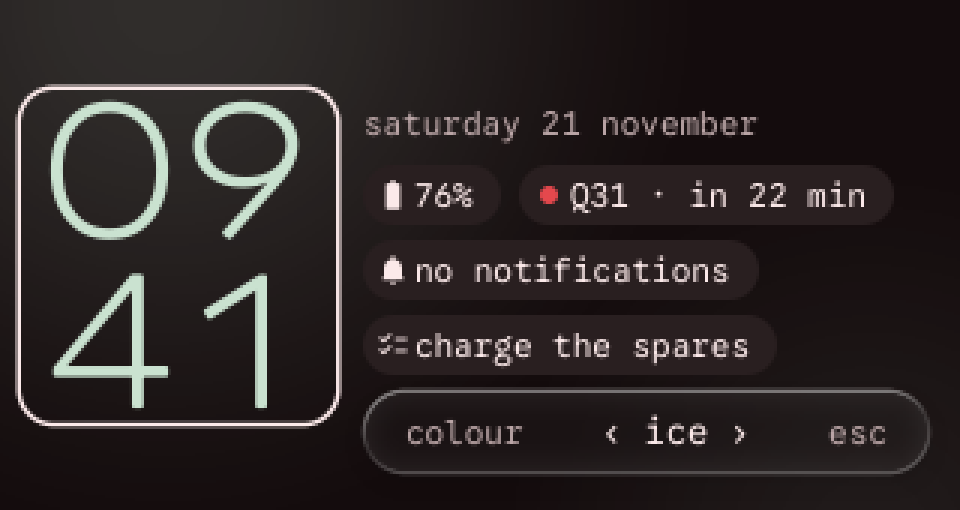 09
41
saturday 21 november
76%
Q31 · in 22 min
no notifications
charge the spares
colour ‹ ice › esc